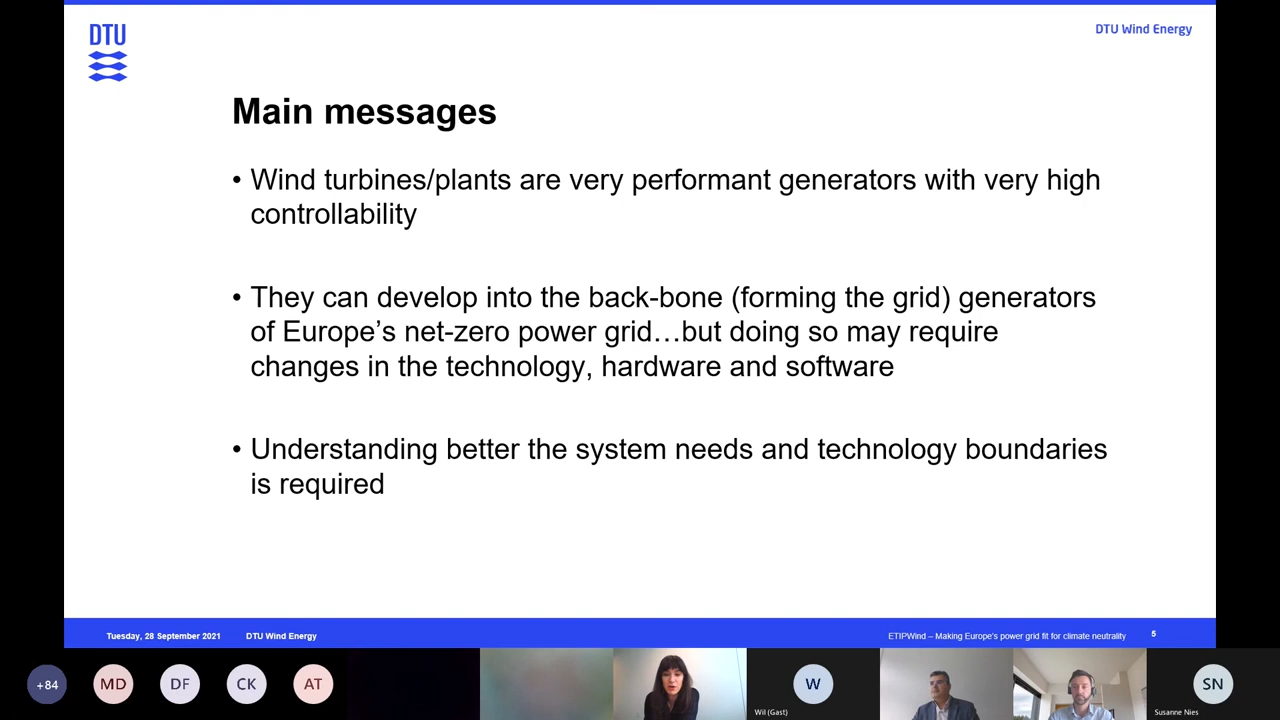 DTU
DTU Wind Energy
Main messages
• Wind turbines/plants are very performant generators with very high
controllability
• They can develop into the back-bone (forming the grid) generators
of Europe’s net-zero power grid…but doing so may require
changes in the technology, hardware and software
• Understanding better the system needs and technology boundaries
is required
Tuesday, 28 September 2021 DTU Wind Energy ETIPWind – Making Europe's power grid fit for climate neutrality 5
+84 MD DF CK AT W SN
Wil (Gast) Susanne Nies